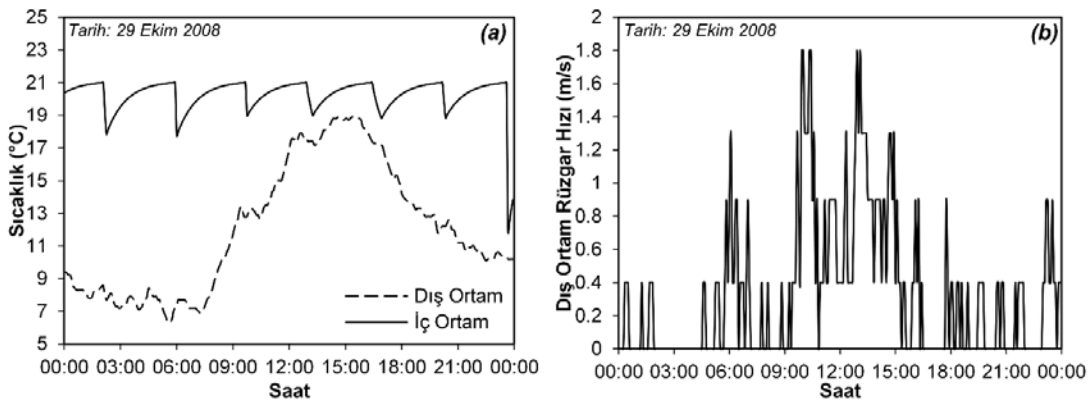 Tarih: 29 Ekim 2008
(a)
Sıcaklık (°C)
23
21
19
17
15
13
11
9
7
5
Dış Ortam
İç Ortam
00:00 03:00 06:00 09:00 12:00 15:00 18:00 21:00 00:00
Saat
Tarih: 29 Ekim 2008
(b)
Dış Ortam Rüzgar Hızı (m/s)
2
1.8
1.6
1.4
1.2
1
0.8
0.6
0.4
0.2
0
00:00 03:00 06:00 09:00 12:00 15:00 18:00 21:00 00:00
Saat